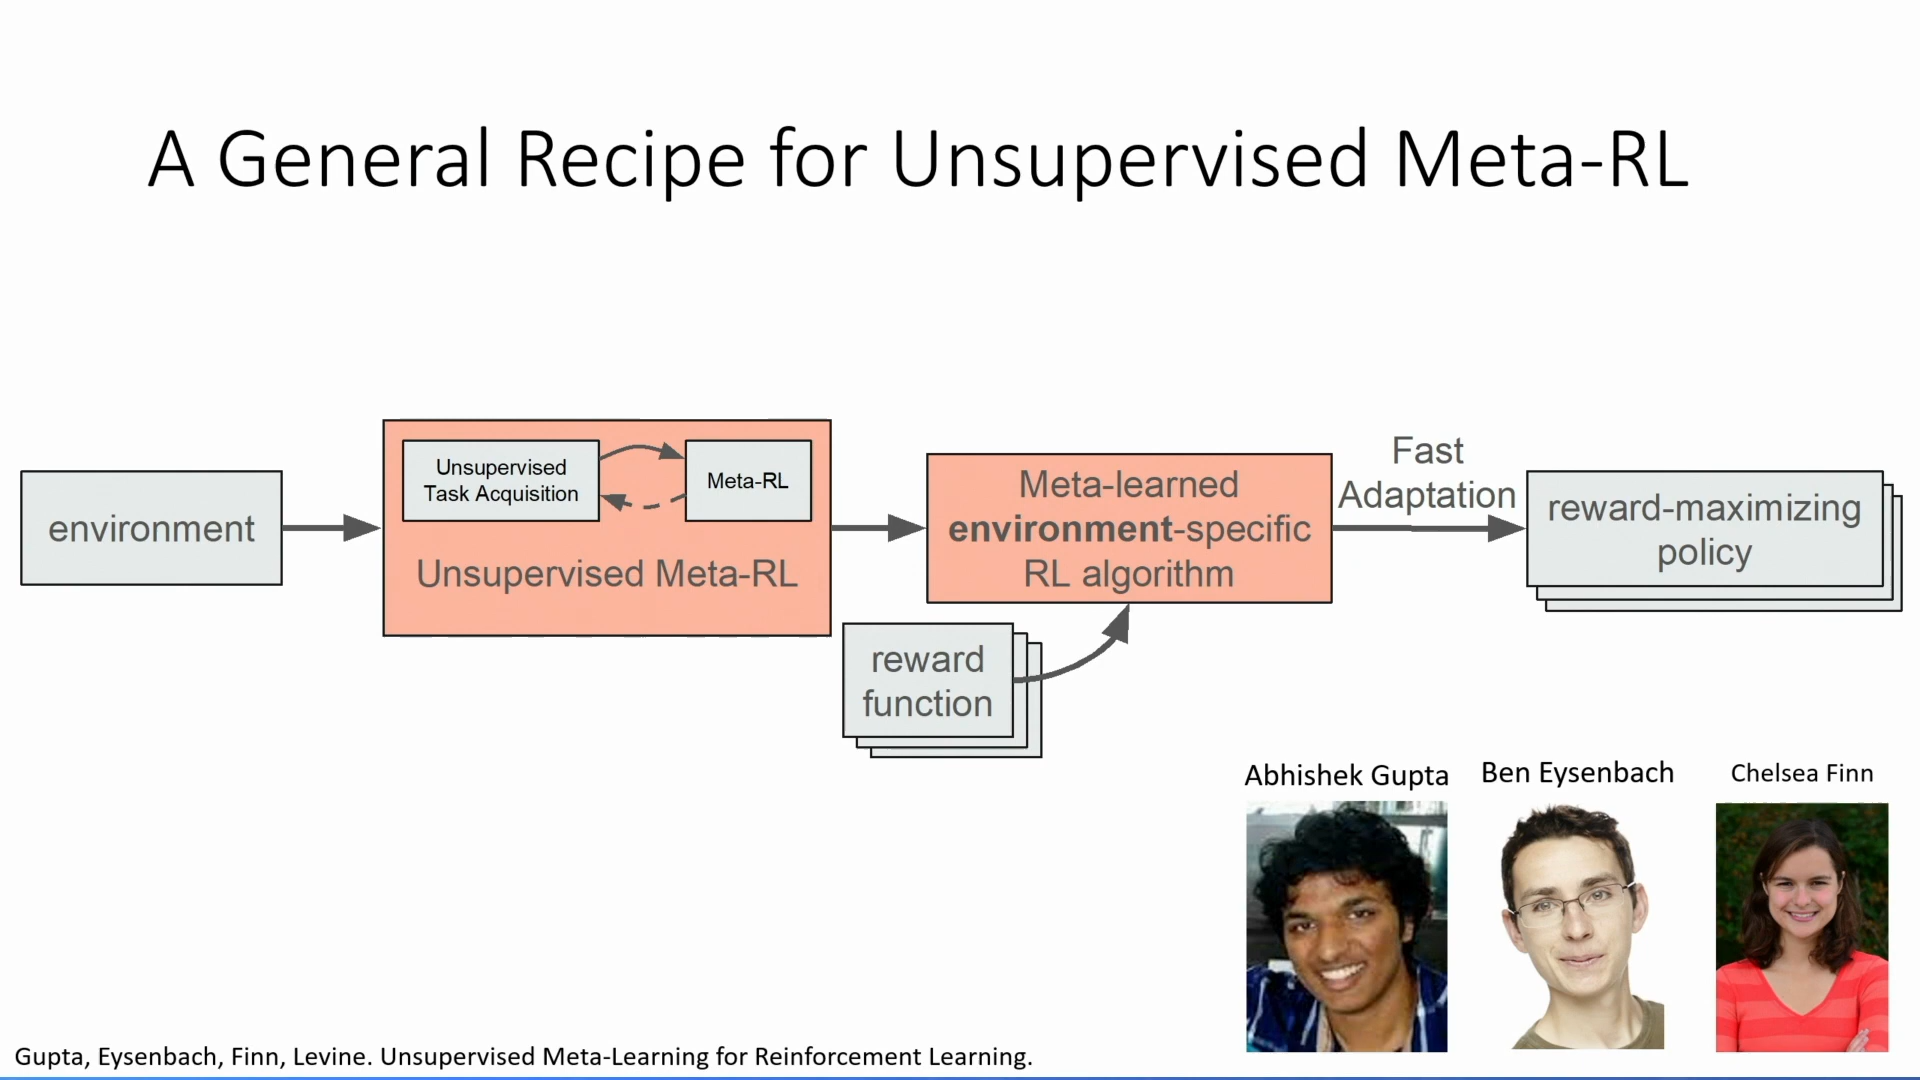 A General Recipe for Unsupervised Meta-RL
environment
Unsupervised
Task Acquisition
Meta-RL
Unsupervised Meta-RL
Meta-learned
environment-specific
RL algorithm
reward
function
Fast
Adaptation
reward-maximizing
policy
Abhishek Gupta
Ben Eysenbach
Chelsea Finn
Gupta, Eysenbach, Finn, Levine. Unsupervised Meta-Learning for Reinforcement Learning.